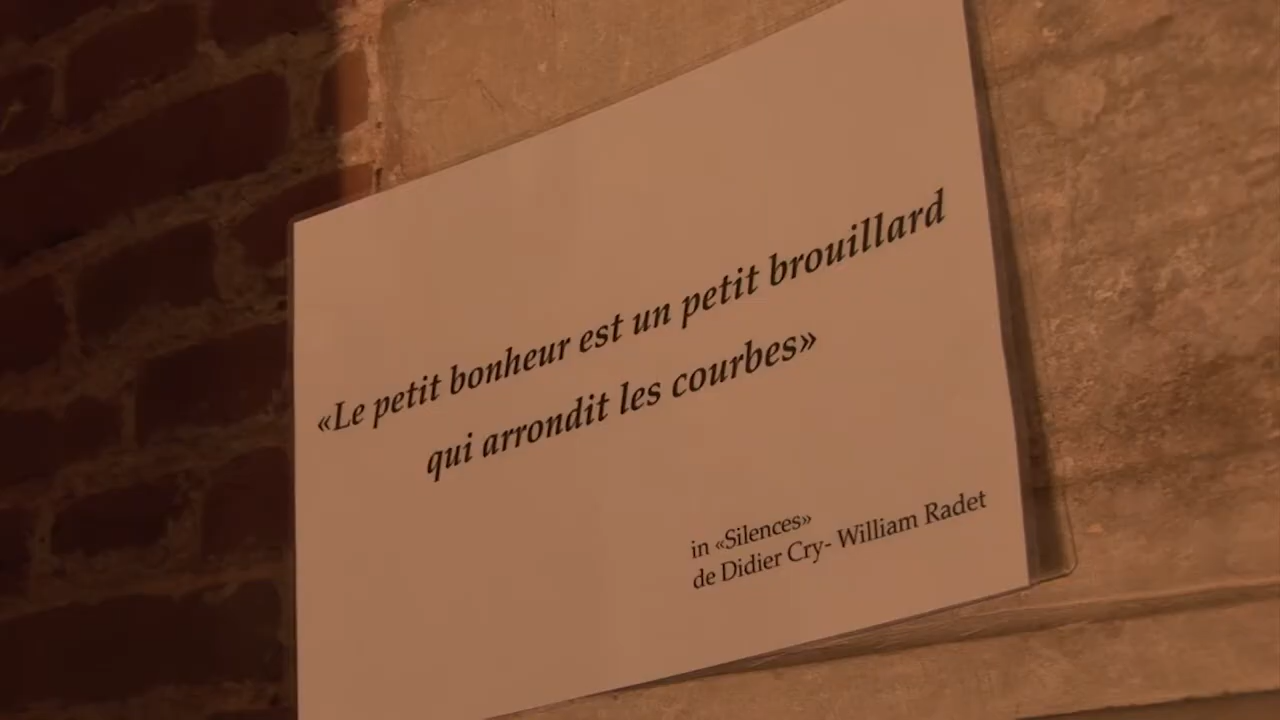 «Le petit bonheur est un petit brouillard
qui arrondit les courbes»
in «Silences»
de Didier Cry- William Radet